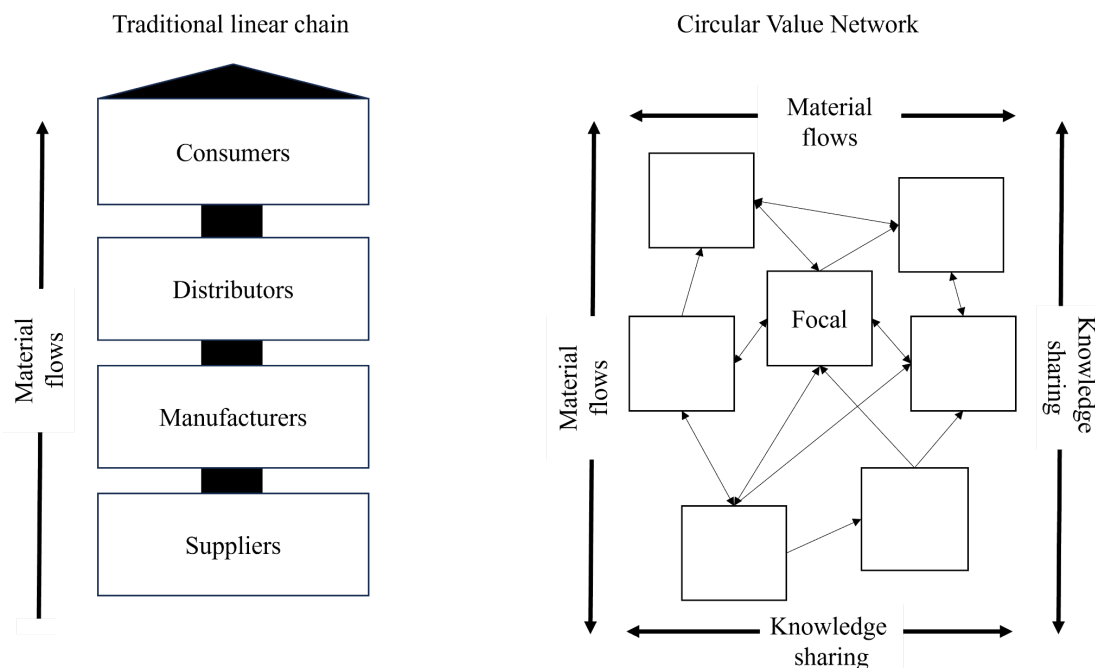 Traditional linear chain
Consumers
Distributors
Manufacturers
Suppliers
Material
flows
Circular Value Network
Material
flows
Material
flows
Focal
Knowledge
sharing
Knowledge
sharing